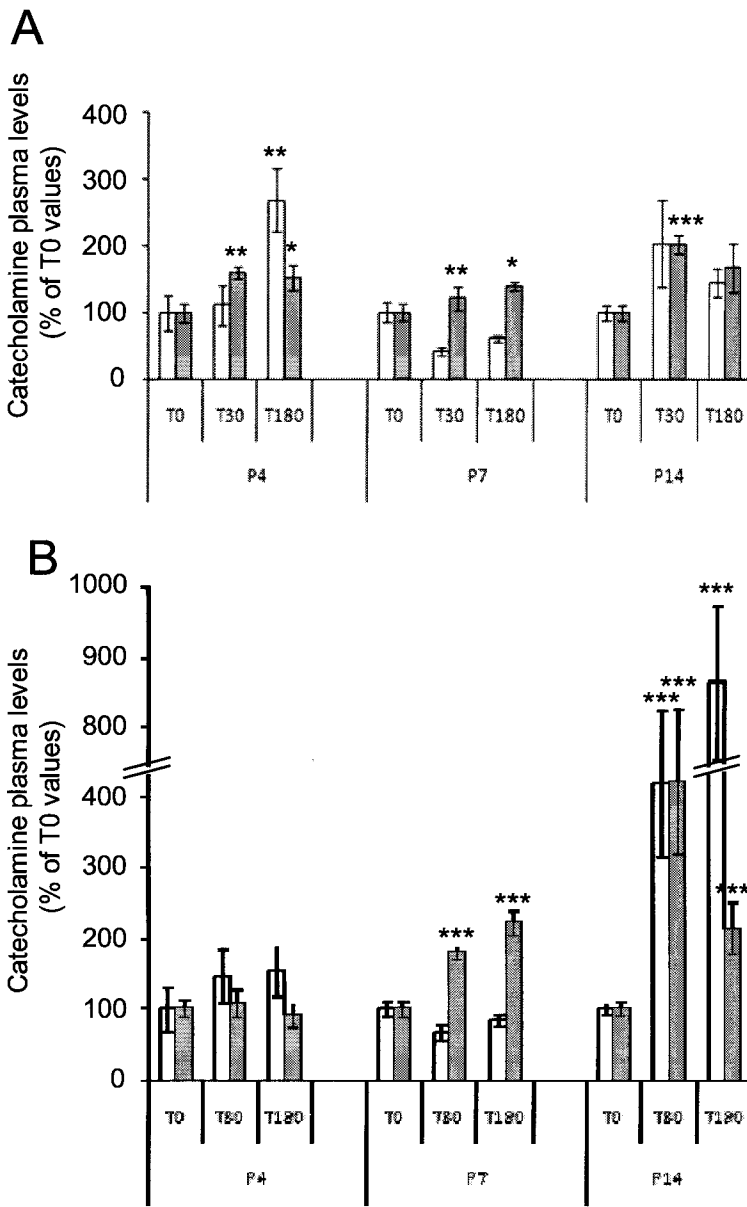 A
Catecholamine plasma levels
(% of T0 values)
400
300
200
100
0
**
**
*
**
*
***
T0 T30 T180 T0 T30 T180 T0 T30 T180
P4 P7 P14
B
Catecholamine plasma levels
(% of T0 values)
1000
900
800
400
300
200
100
0
***
***
***
***
***
***
T0 T30 T180 T0 T30 T180 T0 T30 T180
P4 P7 P14